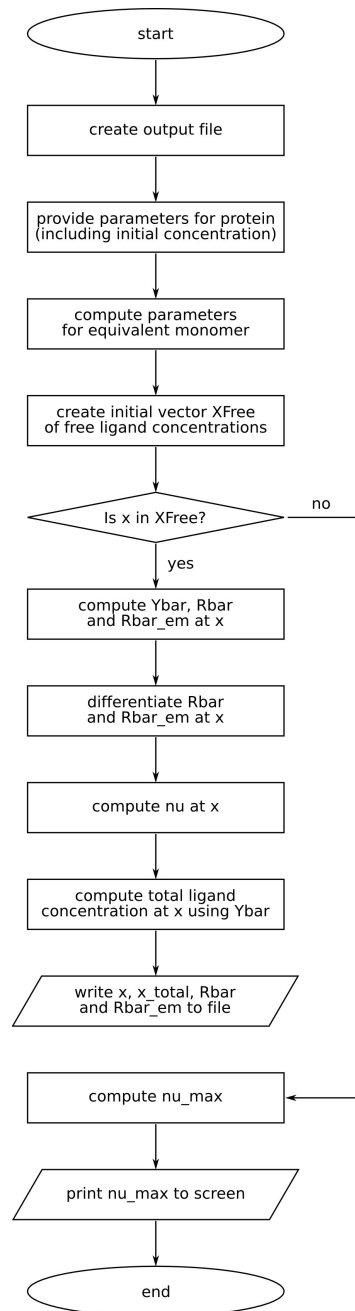 start
create output file
provide parameters for protein
(including initial concentration)
compute parameters
for equivalent monomer
create initial vector XFree
of free ligand concentrations
Is x in XFree?
no
yes
compute Ybar, Rbar
and Rbar_em at x
differentiate Rbar
and Rbar_em at x
compute nu at x
compute total ligand
concentration at x using Ybar
write x, x_total, Rbar
and Rbar_em to file
compute nu_max
print nu_max to screen
end